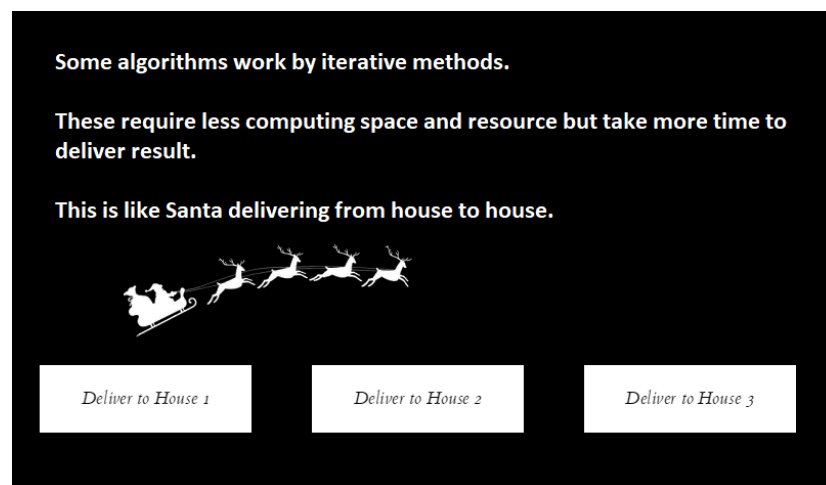 Some algorithms work by iterative methods.
These require less computing space and resource but take more time to
deliver result.
This is like Santa delivering from house to house.
Deliver to House 1
Deliver to House 2
Deliver to House 3